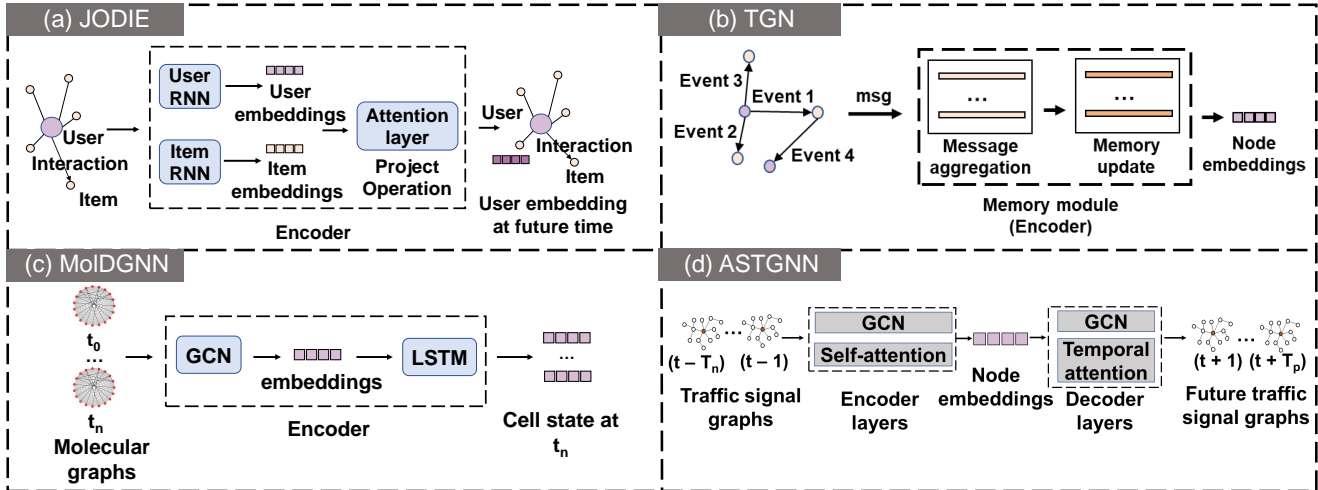 (a) JODIE
User
Interaction
Item
User
RNN
User
embeddings
Item
RNN
Item
embeddings
Attention
layer
Project
Operation
Encoder
User
Interaction
Item
User embedding
at future time
(b) TGN
Event 3
Event 1
Event 2
Event 4
msg
...
Message
aggregation
...
Memory
update
Memory module
(Encoder)
Node
embeddings
(c) MolDGNN
t0
...
tn
Molecular
graphs
GCN
embeddings
LSTM
Encoder
...
Cell state at
tn
(d) ASTGNN
...
(t − Tn) (t − 1)
Traffic signal
graphs
GCN
Self-attention
Encoder
layers
Node
embeddings
GCN
Temporal
attention
Decoder
layers
...
(t + 1) (t + Tp)
Future traffic
signal graphs